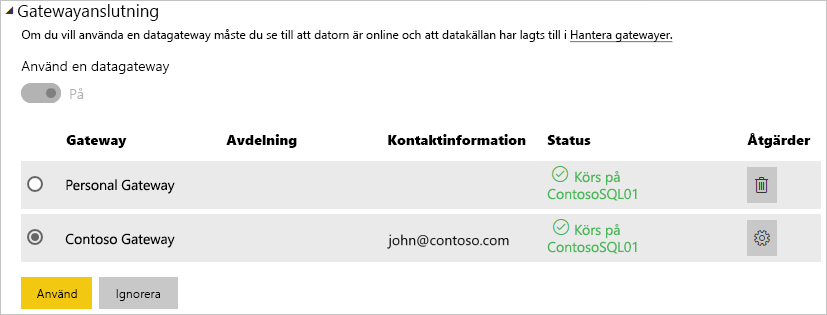 Gatewayanslutning
Om du vill använda en datagateway måste du se till att datorn är online och att datakällan har lagts till i Hantera gatewayer.
Använd en datagateway
På
Gateway Avdelning Kontaktinformation Status Åtgärder
Personal Gateway Körs på
ContosoSQL01
Contoso Gateway john@contoso.com Körs på
ContosoSQL01
Använd Ignorera